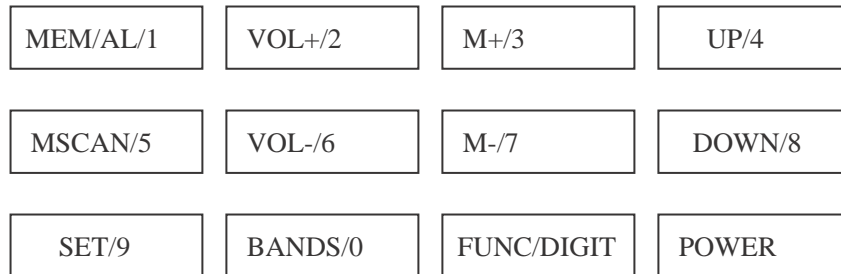 MEM/AL/1 VOL+/2 M+/3 UP/4
MSCAN/5 VOL-/6 M-/7 DOWN/8
SET/9 BANDS/0 FUNC/DIGIT POWER